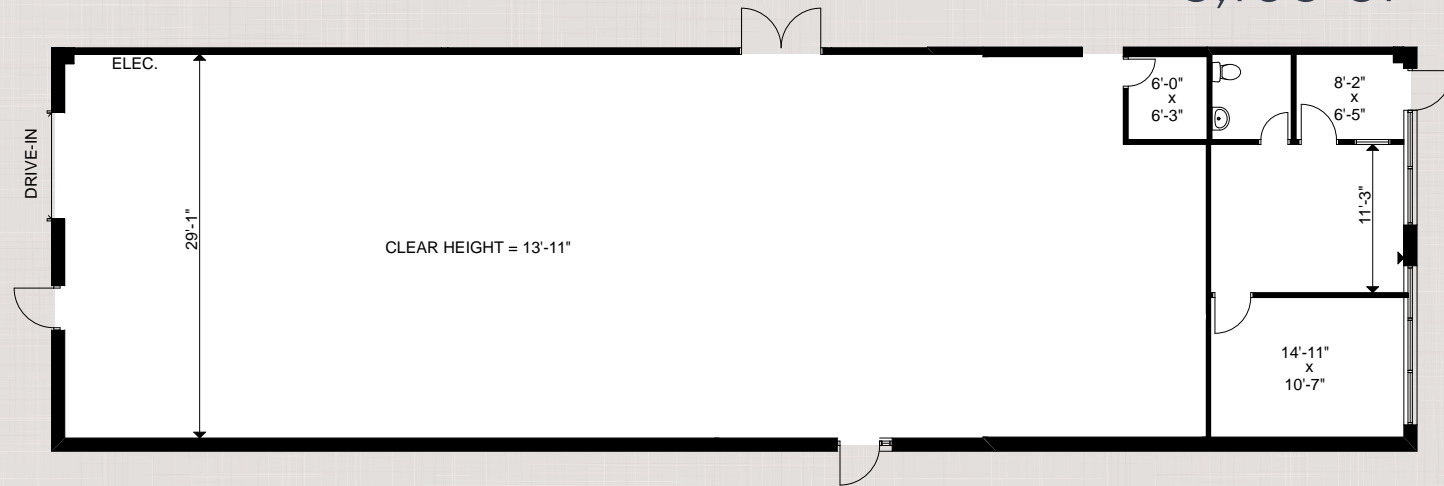 ELEC.
DRIVE-IN
29'-1"
CLEAR HEIGHT = 13'-11"
6'-0"
x
6'-3"
8'-2"
x
6'-5"
11'-3"
14'-11"
x
10'-7"